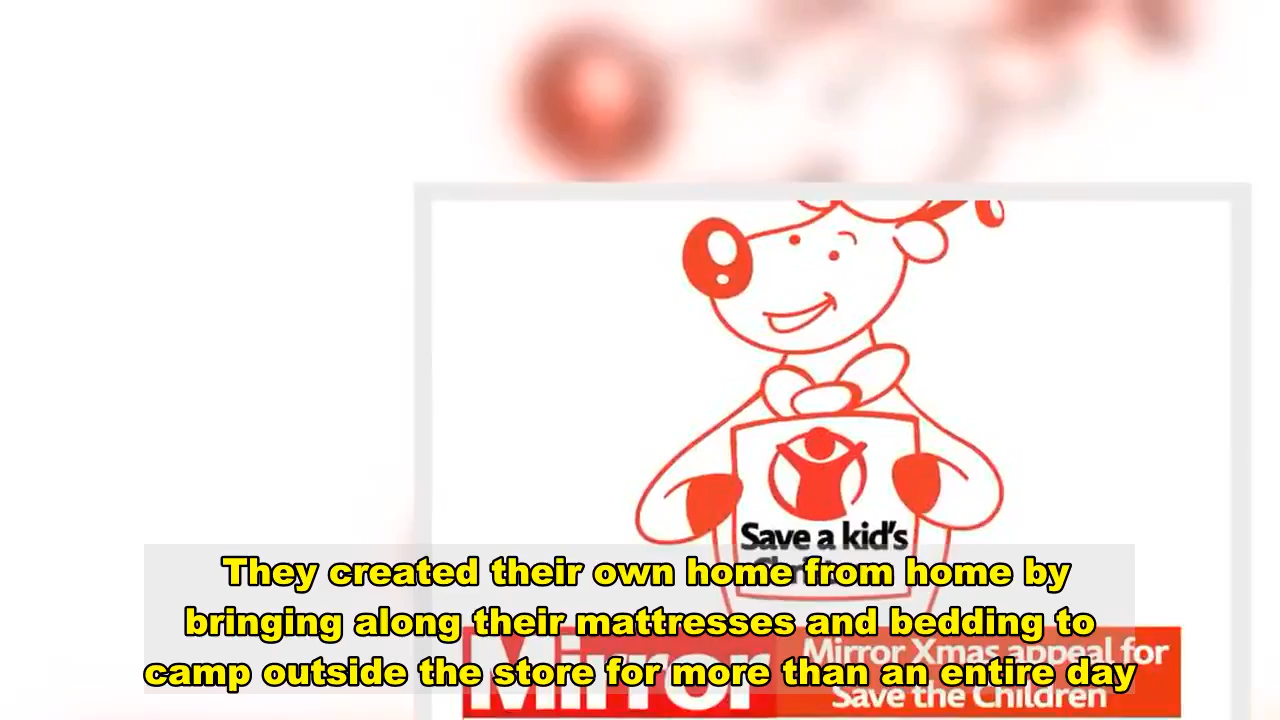 Save a kid's
They created their own home from home by
bringing along their mattresses and bedding to
camp outside the store for more than an entire day
Mirror
Mirror Xmas appeal for
Save the Children